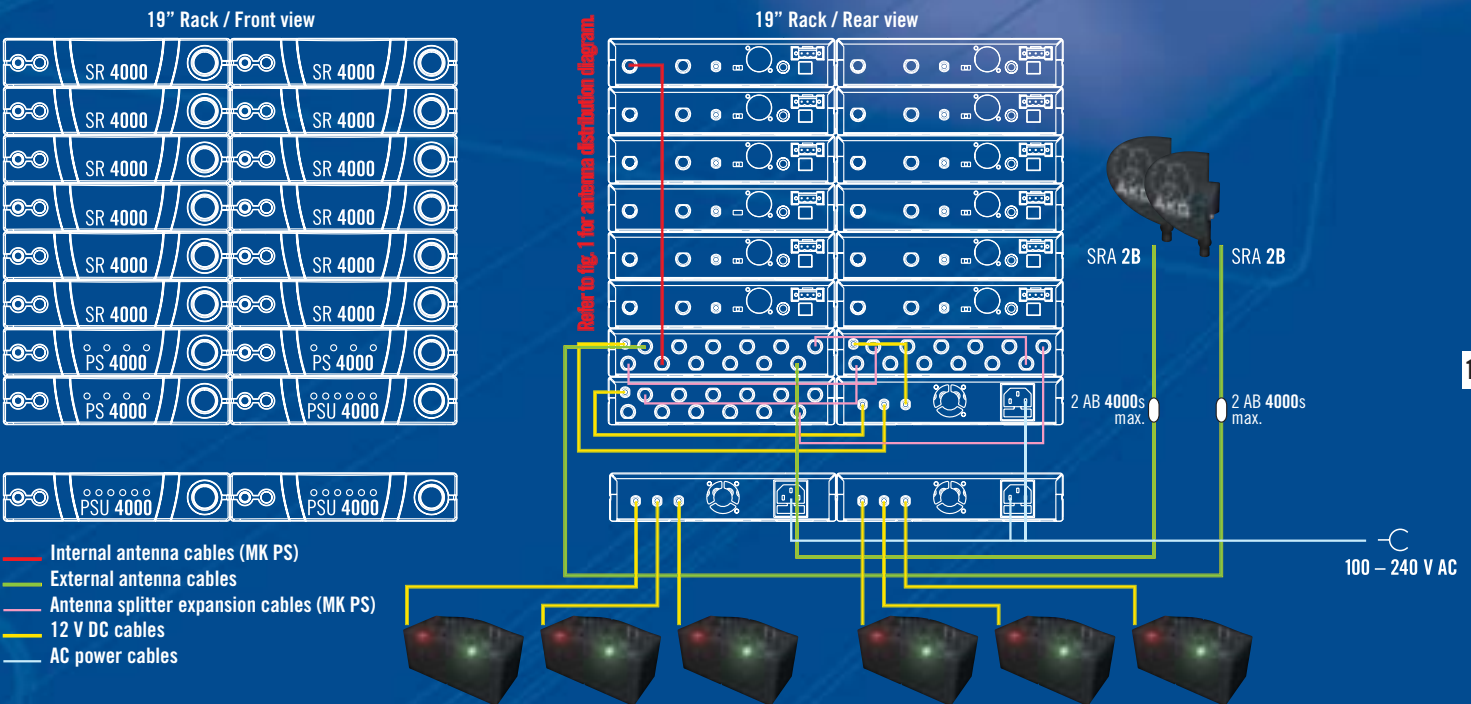 19” Rack / Front view
19” Rack / Rear view
SR 4000 SR 4000
SR 4000 SR 4000
SR 4000 SR 4000
SR 4000 SR 4000
SR 4000 SR 4000
SR 4000 SR 4000
PS 4000 PS 4000
PS 4000 PSU 4000
PSU 4000 PSU 4000
Refer to fig. 1 for antenna distribution diagram.
AKG
AKG
SRA 2B
SRA 2B
2 AB 4000s
max.
2 AB 4000s
max.
1
100 – 240 V AC
Internal antenna cables (MK PS)
External antenna cables
Antenna splitter expansion cables (MK PS)
12 V DC cables
AC power cables